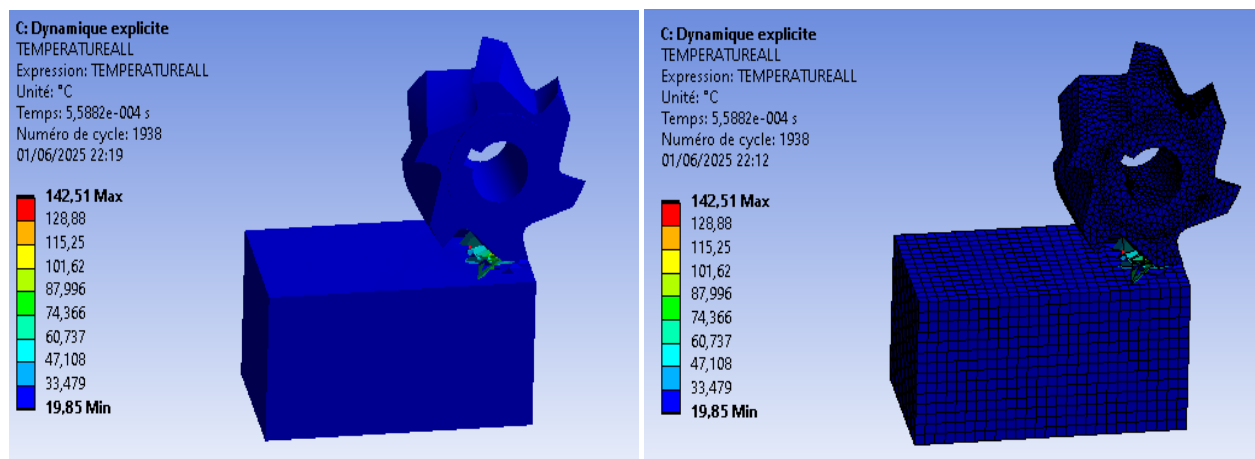 C: Dynamique explicite
TEMPERATUREALL
Expression: TEMPERATUREALL
Unité: °C
Temps: 5,5882e-004 s
Numéro de cycle: 1938
01/06/2025 22:19
142,51 Max
128,88
115,25
101,62
87,996
74,366
60,737
47,108
33,479
19,85 Min
C: Dynamique explicite
TEMPERATUREALL
Expression: TEMPERATUREALL
Unité: °C
Temps: 5,5882e-004 s
Numéro de cycle: 1938
01/06/2025 22:12
142,51 Max
128,88
115,25
101,62
87,996
74,366
60,737
47,108
33,479
19,85 Min